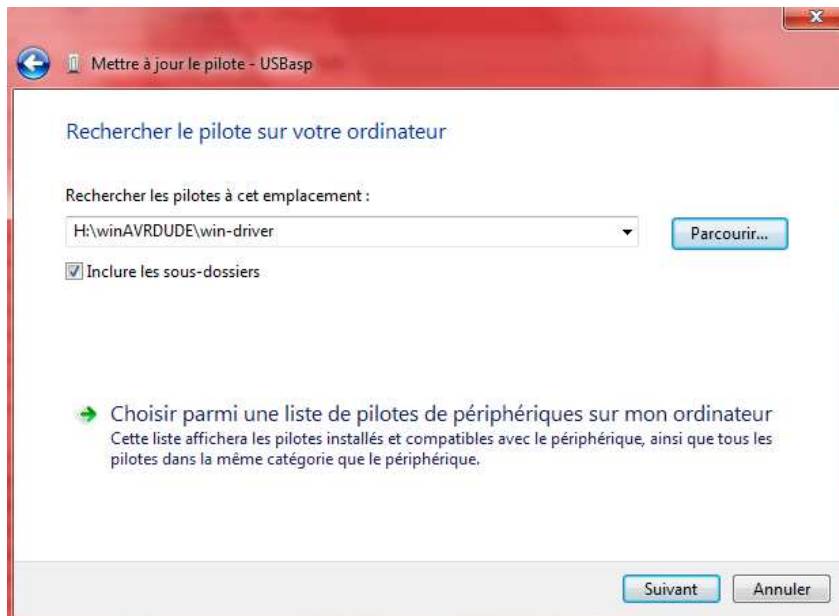 Mettre à jour le pilote - USBasp
Rechercher le pilote sur votre ordinateur
Rechercher les pilotes à cet emplacement :
H:\winAVRDUDE\win-driver
Parcourir...
Inclure les sous-dossiers
Choisir parmi une liste de pilotes de périphériques sur mon ordinateur
Cette liste affichera les pilotes installés et compatibles avec le périphérique, ainsi que tous les
pilotes dans la même catégorie que le périphérique.
Suivant
Annuler